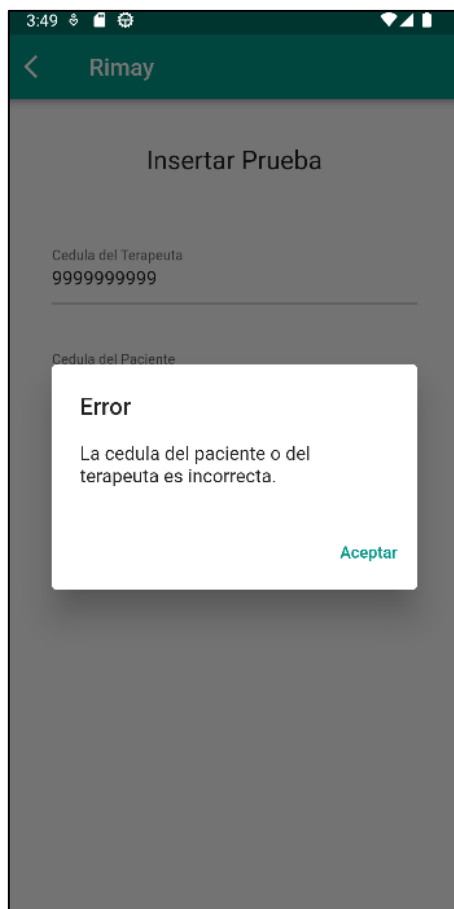 3:49
Rimay
Insertar Prueba
Cedula del Terapeuta
9999999999
Cedula del Paciente
Error
La cedula del paciente o del
terapeuta es incorrecta.
Aceptar